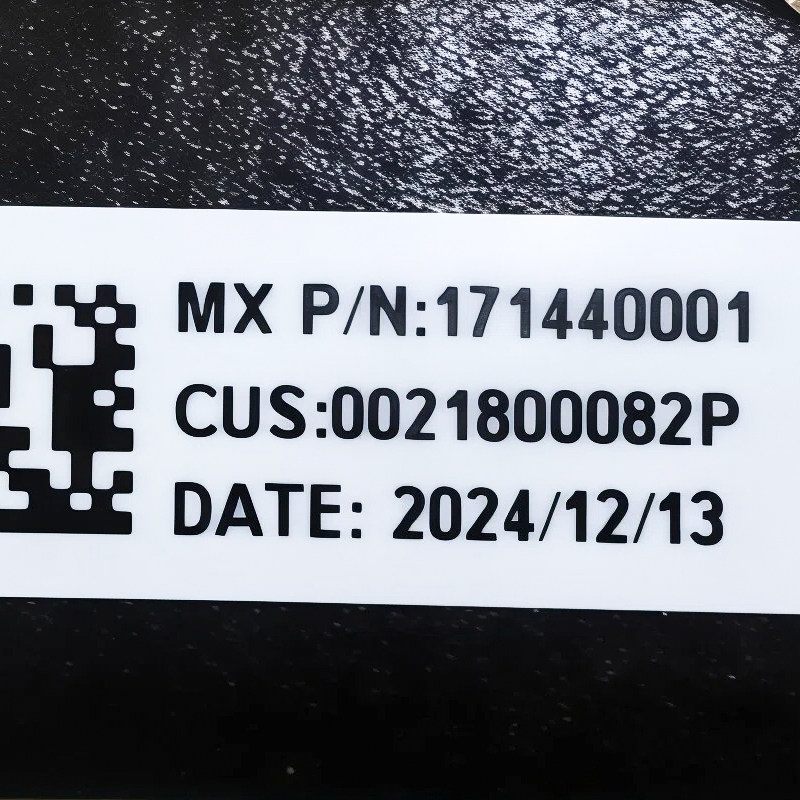 MX P/N:171440001
CUS:0021800082P
DATE: 2024/12/13